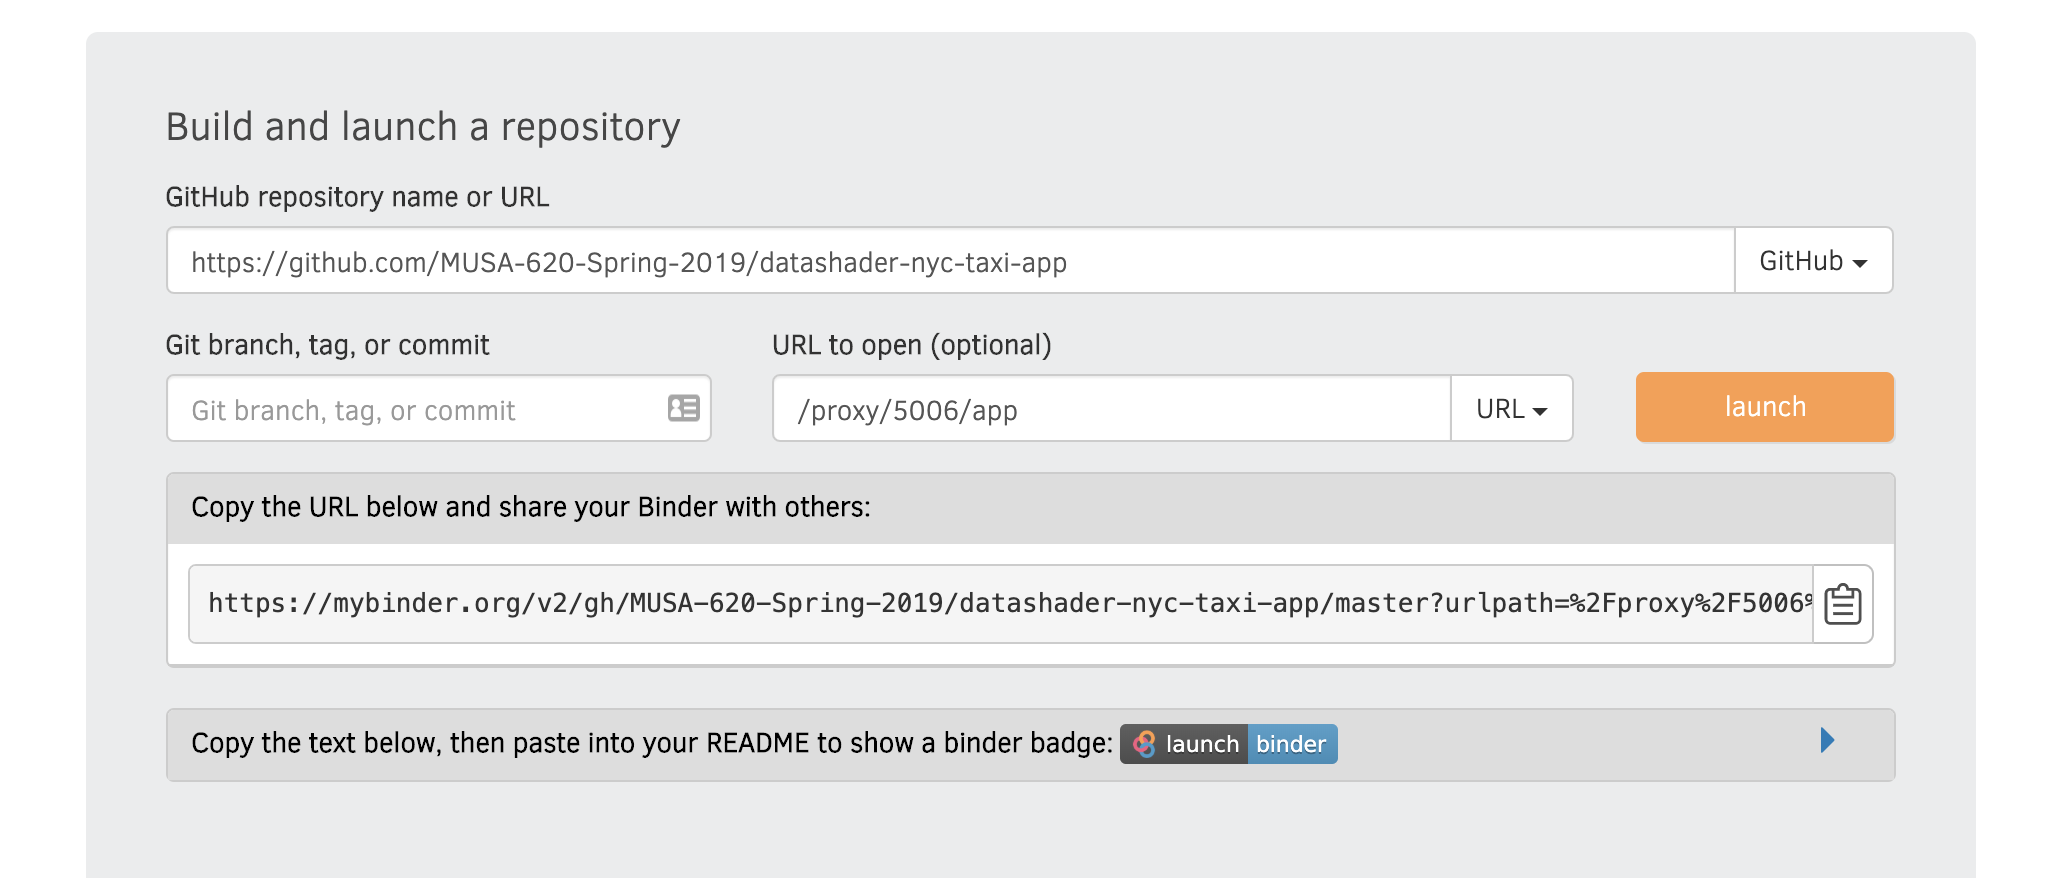 Build and launch a repository
GitHub repository name or URL
https://github.com/MUSA-620-Spring-2019/datashader-nyc-taxi-app
GitHub
Git branch, tag, or commit
URL to open (optional)
Git branch, tag, or commit
/proxy/5006/app
URL
launch
Copy the URL below and share your Binder with others:
https://mybinder.org/v2/gh/MUSA-620-Spring-2019/datashader-nyc-taxi-app/master?urlpath=%2Fproxy%2F5006%
Copy the text below, then paste into your README to show a binder badge: launch binder